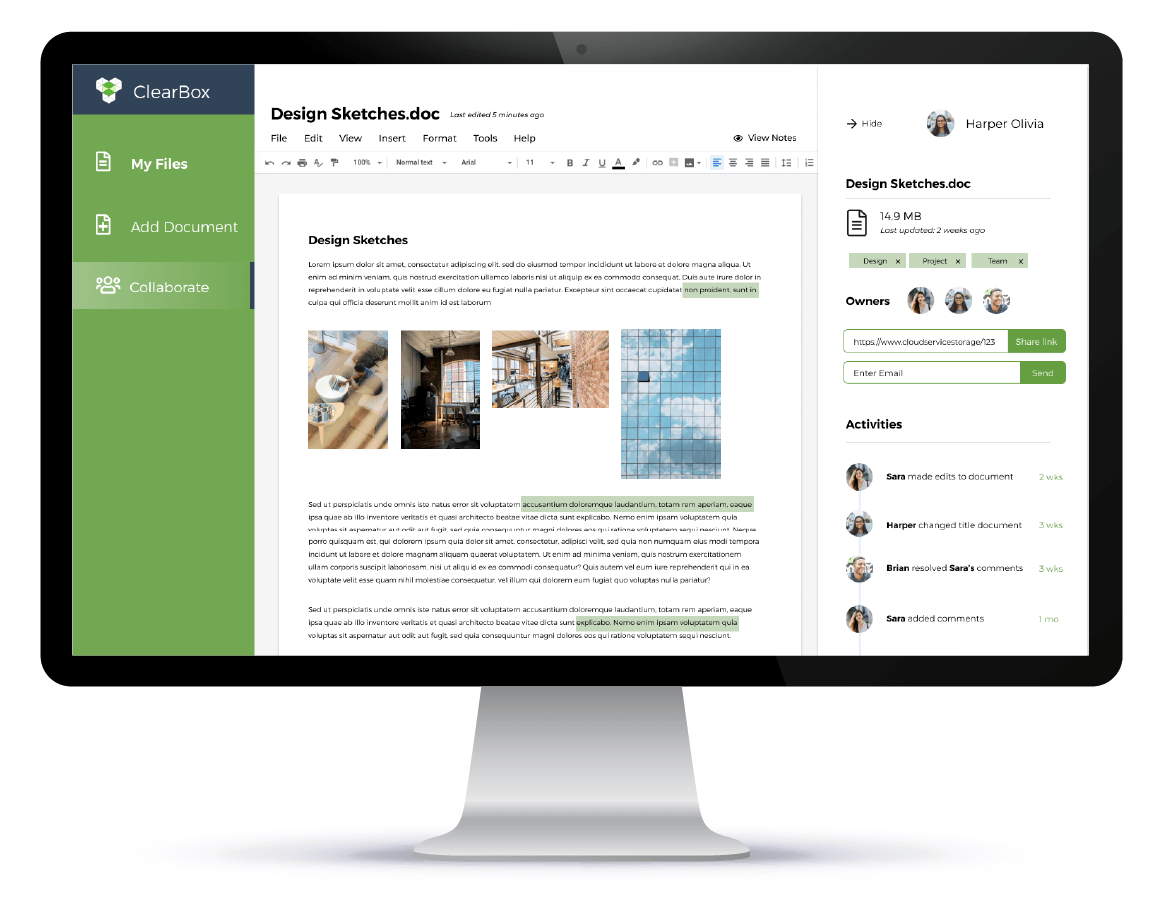 ClearBox
My Files
Add Document
Collaborate
Design Sketches.doc Last edited 5 minutes ago
File Edit View Insert Format Tools Help
View Notes
100% Normal text Arial 11 B I U A
Design Sketches
Lorem ipsum dolor sit amet, consectetur adipiscing elit, sed do eiusmod tempor incididunt ut labore et dolore magna aliqua. Ut
enim ad minim veniam, quis nostrud exercitation ullamco laboris nisi ut aliquip ex ea commodo consequat. Duis aute irure dolor in
reprehenderit in voluptate velit esse cillum dolore eu fugiat nulla pariatur. Excepteur sint occaecat cupidatat non proident, sunt in
culpa qui officia deserunt mollit anim id est laborum
Sed ut perspiciatis unde omnis iste natus error sit voluptatem accusantium doloremque laudantium, totam rem aperiam, eaque
ipsa quae ab illo inventore veritatis et quasi architecto beatae vitae dicta sunt explicabo. Nemo enim ipsam voluptatem quia
voluptas sit aspernatur aut odit aut fugit, sed quia consequuntur magni dolores eos qui ratione voluptatem sequi nesciunt. Neque
porro quisquam est, qui dolorem ipsum quia dolor sit amet, consectetur, adipisci velit, sed quia non numquam eius modi tempora
incidunt ut labore et dolore magnam aliquam quaerat voluptatem. Ut enim ad minima veniam, quis nostrum exercitationem
ullam corporis suscipit laboriosam, nisi ut aliquid ex ea commodi consequatur? Quis autem vel eum iure reprehenderit qui in ea
voluptate velit esse quam nihil molestiae consequatur, vel illum qui dolorem eum fugiat quo voluptas nulla pariatur?
Sed ut perspiciatis unde omnis iste natus error sit voluptatem accusantium doloremque laudantium, totam rem aperiam, eaque
ipsa quae ab illo inventore veritatis et quasi architecto beatae vitae dicta sunt explicabo. Nemo enim ipsam voluptatem quia
voluptas sit aspernatur aut odit aut fugit, sed quia consequuntur magni dolores eos qui ratione voluptatem sequi nesciunt.
Hide
Harper Olivia
Design Sketches.doc
14.9 MB
Last updated: 2 weeks ago
Design x Project x Team x
Owners
https://www.cloudservicestorage/123 Share link
Enter Email Send
Activities
Sara made edits to document 2 wks
Harper changed title document 3 wks
Brian resolved Sara's comments 3 wks
Sara added comments 1 mo